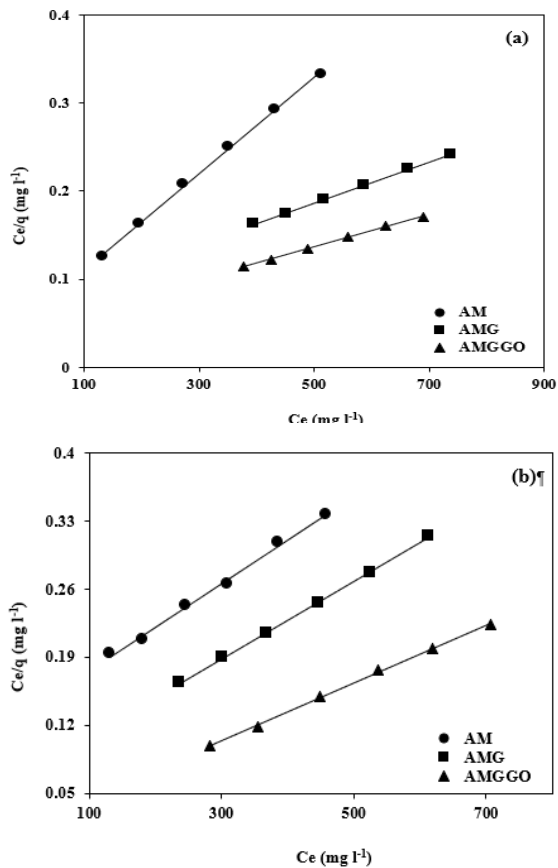 (a)
0.4
0.3
0.2
0.1
0
Ce/q (mg l-1)
AM
AMG
AMGGO
100 300 500 700 900
Ce (mg l-1)
(b)¶
0.4
0.33
0.26
0.19
0.12
0.05
Ce/q (mg l-1)
AM
AMG
AMGGO
100 300 500 700
Ce (mg l-1)